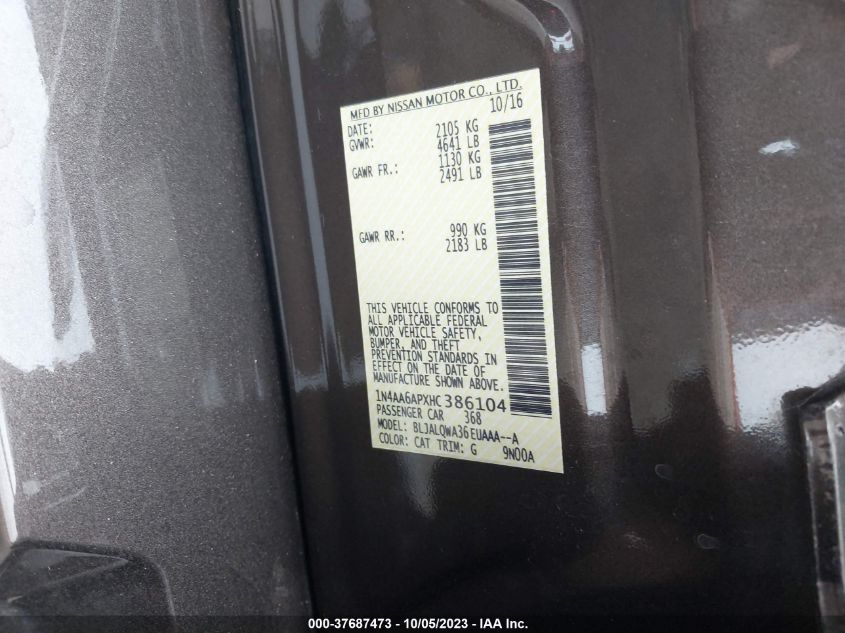 MFD BY NISSAN MOTOR CO., LTD.
DATE: 10/16
GVWR: 2105 KG
4641 LB
GAWR FR.: 1130 KG
2491 LB
GAWR RR.: 990 KG
2183 LB
THIS VEHICLE CONFORMS TO
ALL APPLICABLE FEDERAL
MOTOR VEHICLE SAFETY,
BUMPER, AND THEFT
PREVENTION STANDARDS IN
EFFECT ON THE DATE OF
MANUFACTURE SHOWN ABOVE.
1N4AA6APXHC386104
PASSENGER CAR 368
MODEL: BLJALQWA36EUAAA--A
COLOR: CAT TRIM: G 9N00A
000-37687473 - 10/05/2023 - IAA Inc.